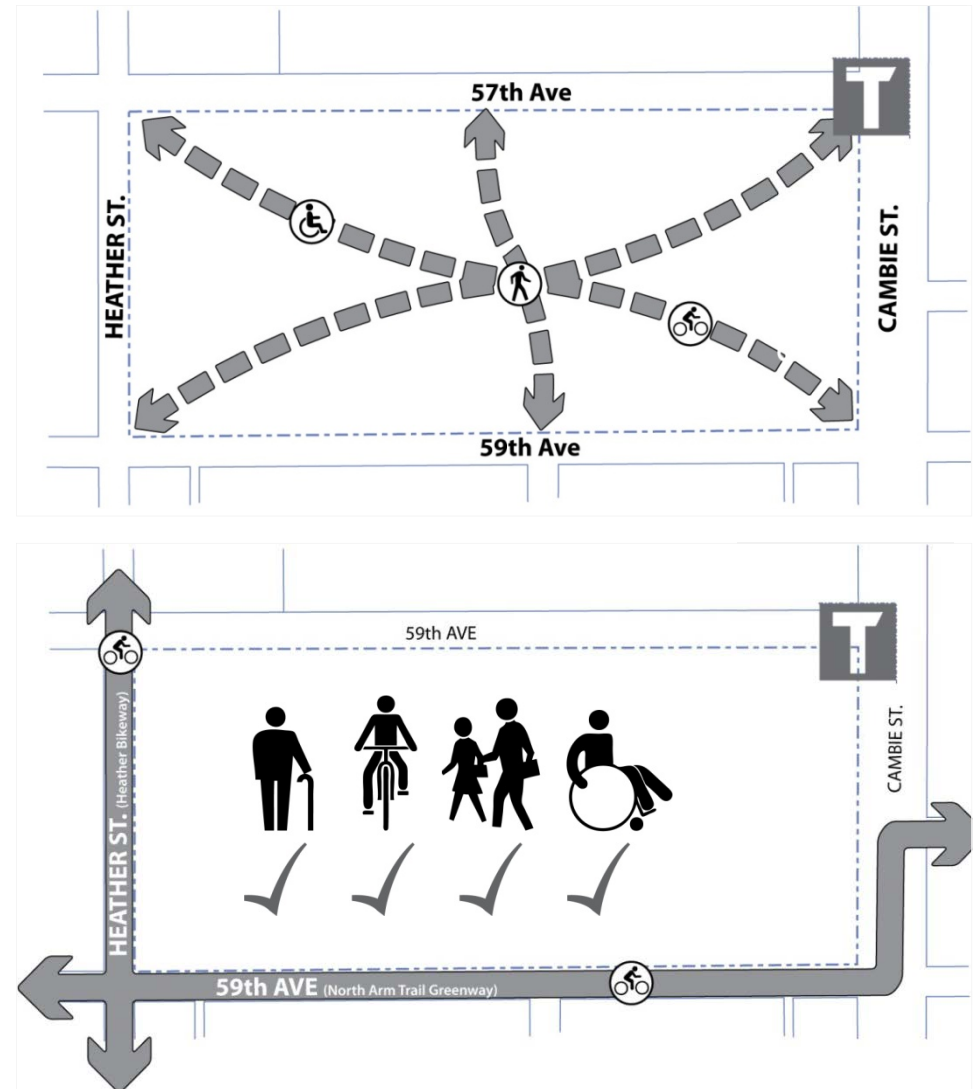 57th Ave
T
HEATHER ST.
CAMBIE ST.
59th Ave
59th AVE
T
CAMBIE ST.
HEATHER ST. (Heather Bikeway)
59th AVE (North Arm Trail Greenway)